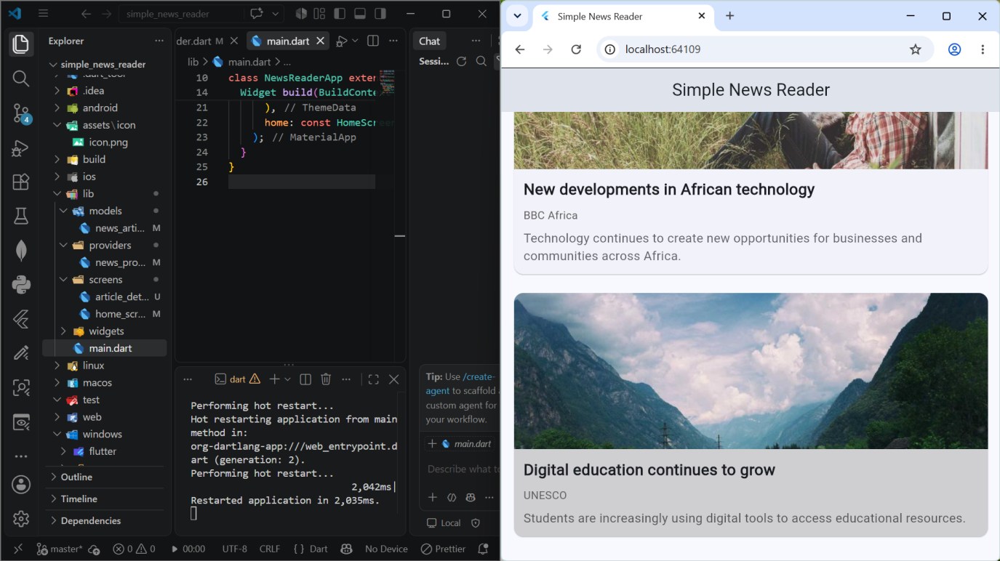 simple_news_reader
Explorer
simple_news_reader
.dart_tool
.idea
android
assets\icon
icon.png
build
ios
lib
models
news_arti... M
providers
news_pro... M
screens
article_det... U
home_scr... M
widgets
main.dart
linux
macos
test
web
windows
flutter
Outline
Timeline
Dependencies
4
der.dart M
main.dart
lib > main.dart > ...
10 class NewsReaderApp exten
14 Widget build(BuildConte
21 ), // ThemeData
22 home: const HomeScre
23 ); // MaterialApp
24 }
25 }
26
dart
Performing hot restart...
Hot restarting application from main
method in:
org-dartlang-app:///web_entrypoint.d
art (generation: 2).
Performing hot restart...
2,042ms|
Restarted application in 2,035ms.
Chat
Sessi...
Tip: Use /create-
agent to scaffold a
custom agent for
your workflow.
main.dart
Describe what to
Local
master*
0
0
00:00
UTF-8
CRLF
{ } Dart
No Device
Prettier
Simple News Reader
localhost:64109
Simple News Reader
New developments in African technology
BBC Africa
Technology continues to create new opportunities for businesses and
communities across Africa.
Digital education continues to grow
UNESCO
Students are increasingly using digital tools to access educational resources.